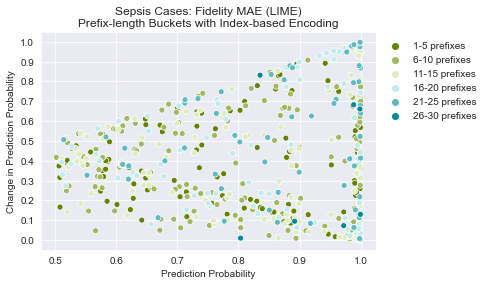 Sepsis Cases: Fidelity MAE (LIME)
Prefix-length Buckets with Index-based Encoding
Change in Prediction Probability
1.0
0.9
0.8
0.7
0.6
0.5
0.4
0.3
0.2
0.1
0.0
0.5
0.6
0.7
0.8
0.9
1.0
Prediction Probability
1-5 prefixes
6-10 prefixes
11-15 prefixes
16-20 prefixes
21-25 prefixes
26-30 prefixes